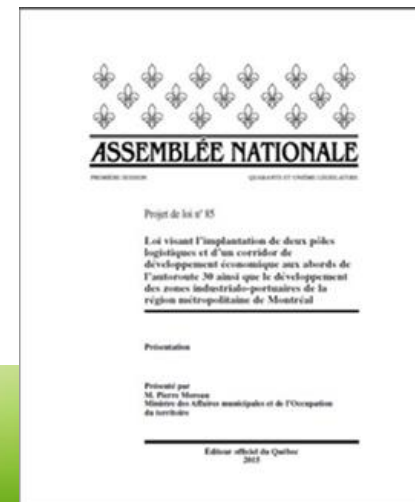 ASSEMBLÉE NATIONALE
PREMIÈRE SESSION QUARANTE ET UNIÈME LÉGISLATURE
Projet de loi nº 85
Loi visant l'implantation de deux pôles
logistiques et d'un corridor de
développement économique aux abords de
l'autoroute 30 ainsi que le développement
des zones industrialo-portuaires de la
région métropolitaine de Montréal
Présentation
Présenté par
M. Pierre Moreau
Ministre des Affaires municipales et de l'Occupation
du territoire
Éditeur officiel du Québec
2015